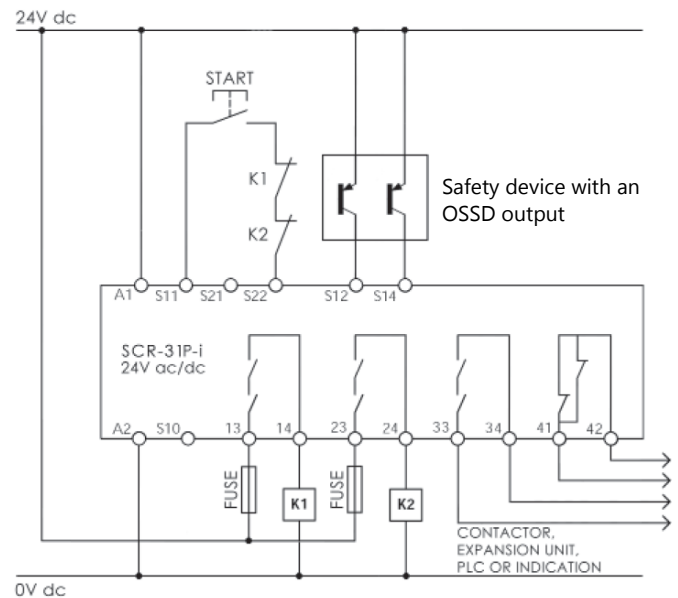 24V dc
START
K1
K2
Safety device with an
OSSD output
A1 S11 S21 S22 S12 S14
SCR-31P-i
24V ac/dc
A2 S10 13 14 23 24 33 34 41 42
FUSE K1 FUSE K2
CONTACTOR,
EXPANSION UNIT,
PLC OR INDICATION
0V dc